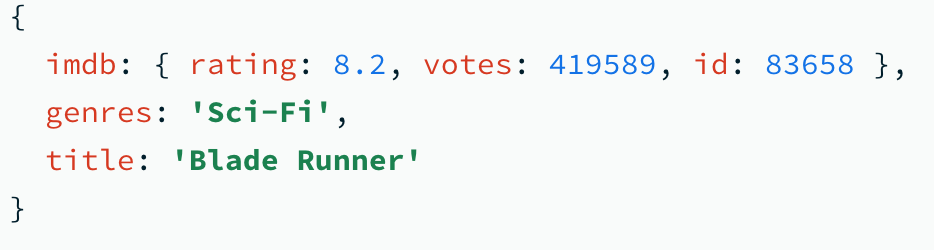 {
imdb: { rating: 8.2, votes: 419589, id: 83658 },
genres: 'Sci-Fi',
title: 'Blade Runner'
}